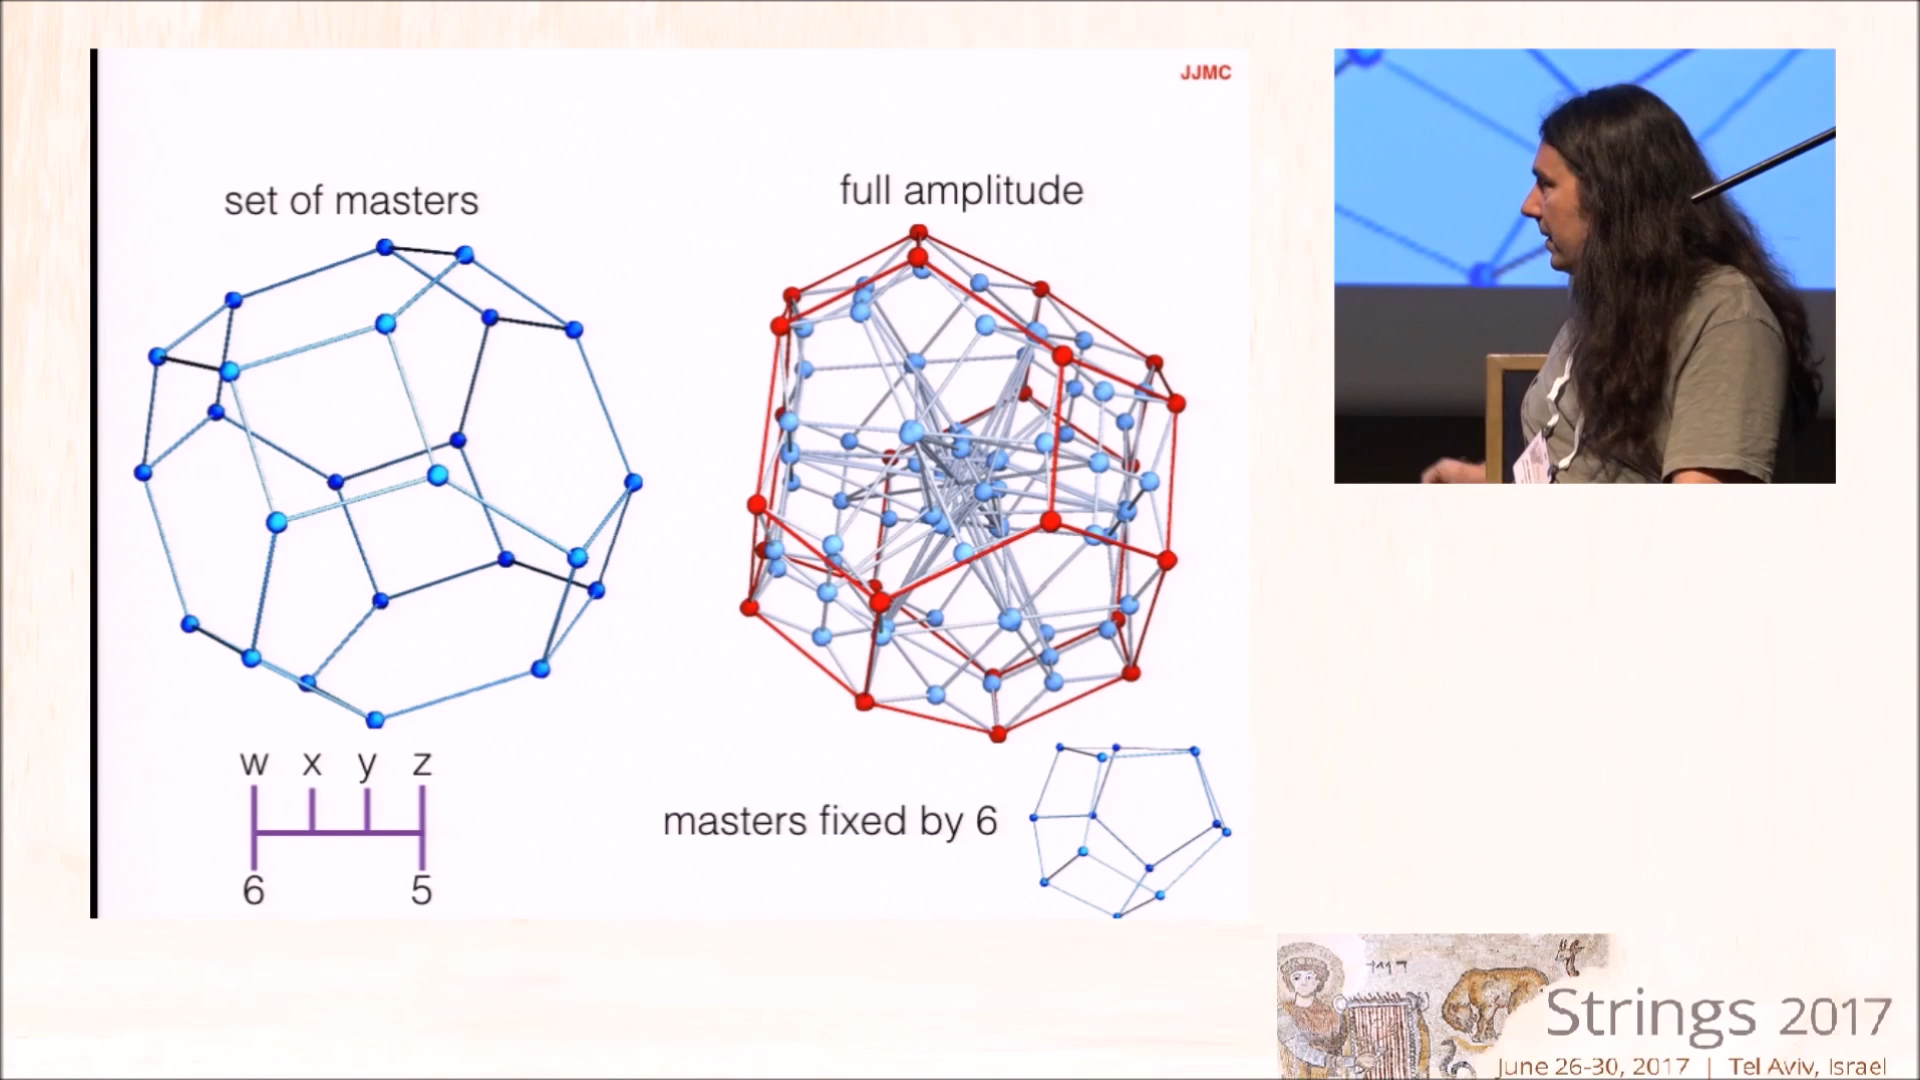 JJMC
set of masters
full amplitude
w x y z
6 5
masters fixed by 6
Strings 2017
June 26-30, 2017 | Tel Aviv, Israel